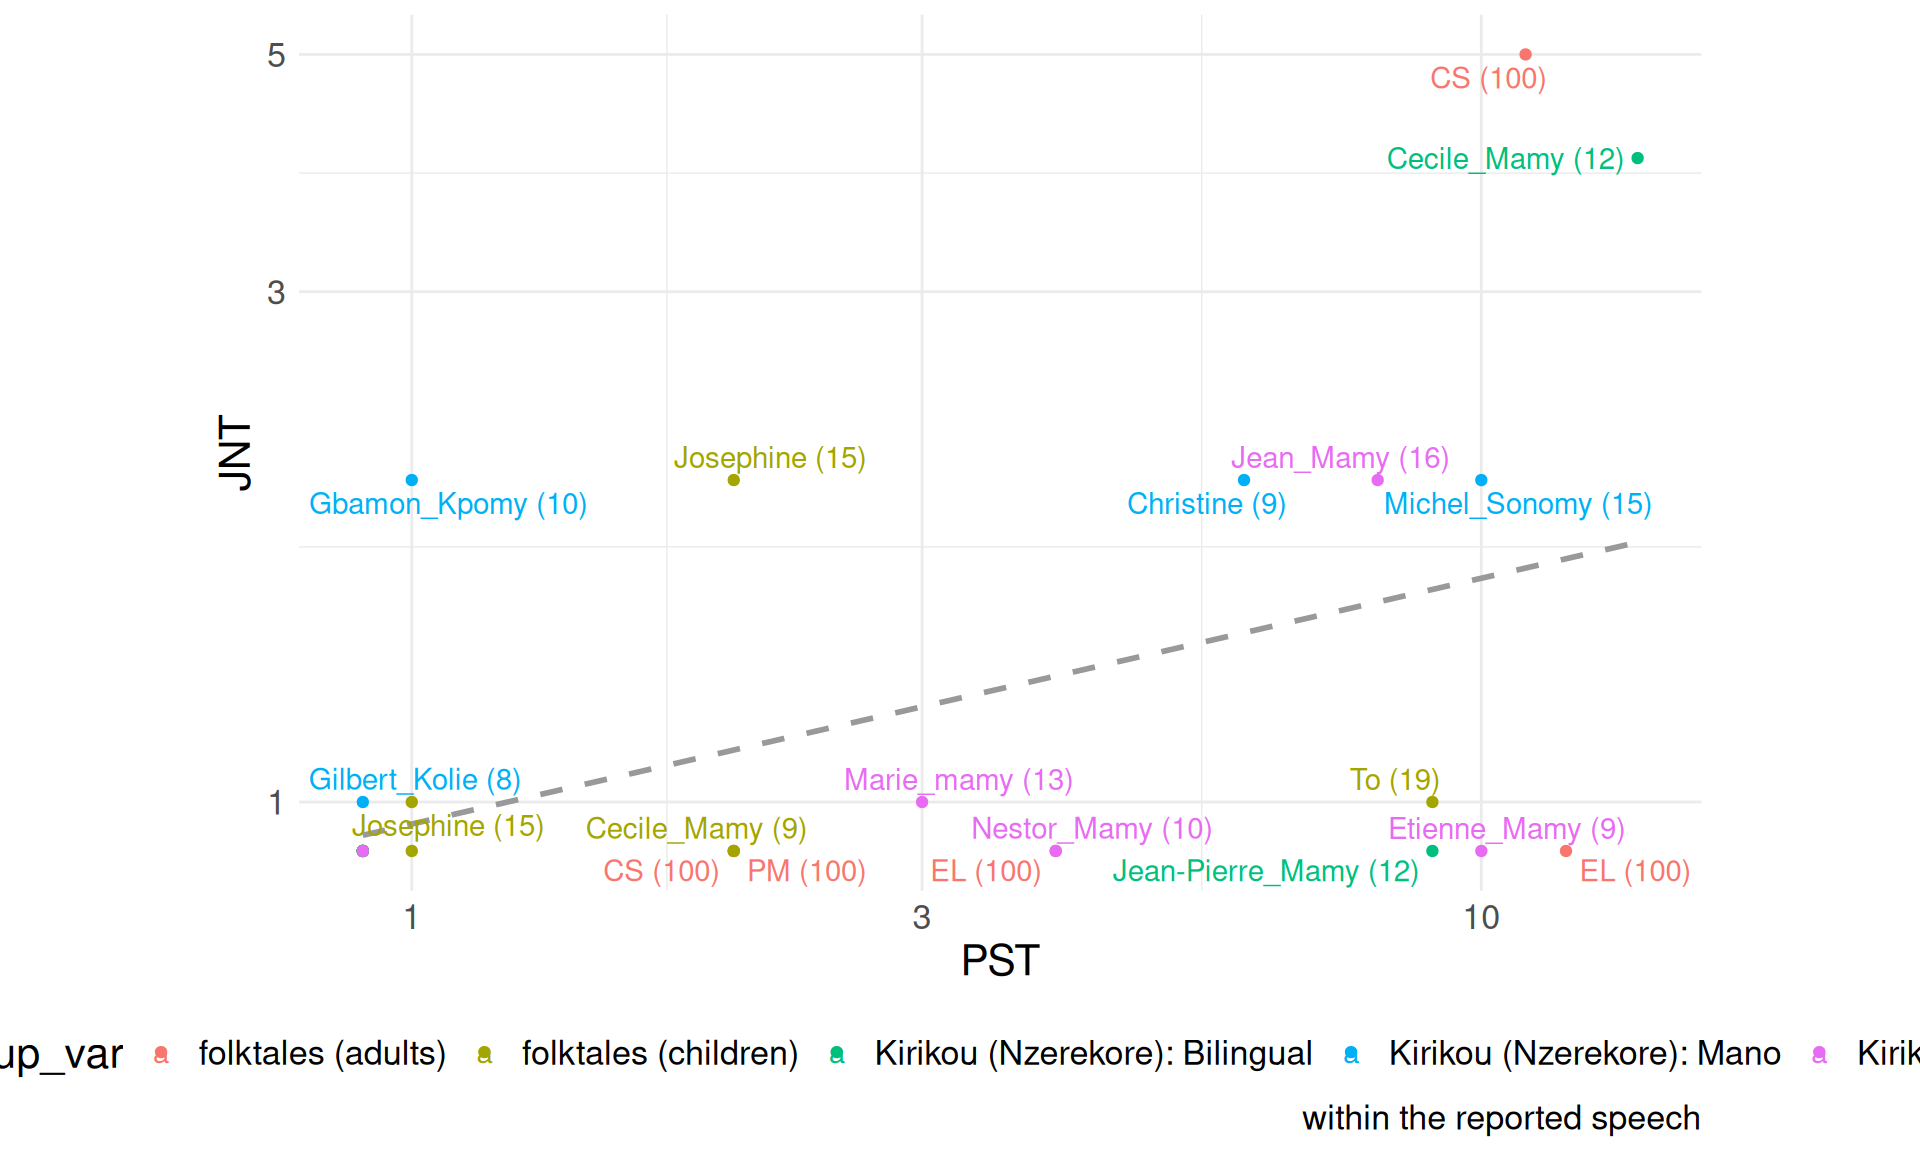 5
CS (100)
Cecile_Mamy (12)
3
JNT
Josephine (15)
Jean_Mamy (16)
Gbamon_Kpomy (10)
Christine (9)
Michel_Sonomy (15)
Gilbert_Kolie (8)
Marie_mamy (13)
To (19)
1
Josephine (15)
Cecile_Mamy (9)
Nestor_Mamy (10)
Etienne_Mamy (9)
CS (100)
PM (100)
EL (100)
Jean-Pierre_Mamy (12)
EL (100)
1
3
10
PST
up_var a folktales (adults) a folktales (children) a Kirikou (Nzerekore): Bilingual a Kirikou (Nzerekore): Mano a Kirik
within the reported speech